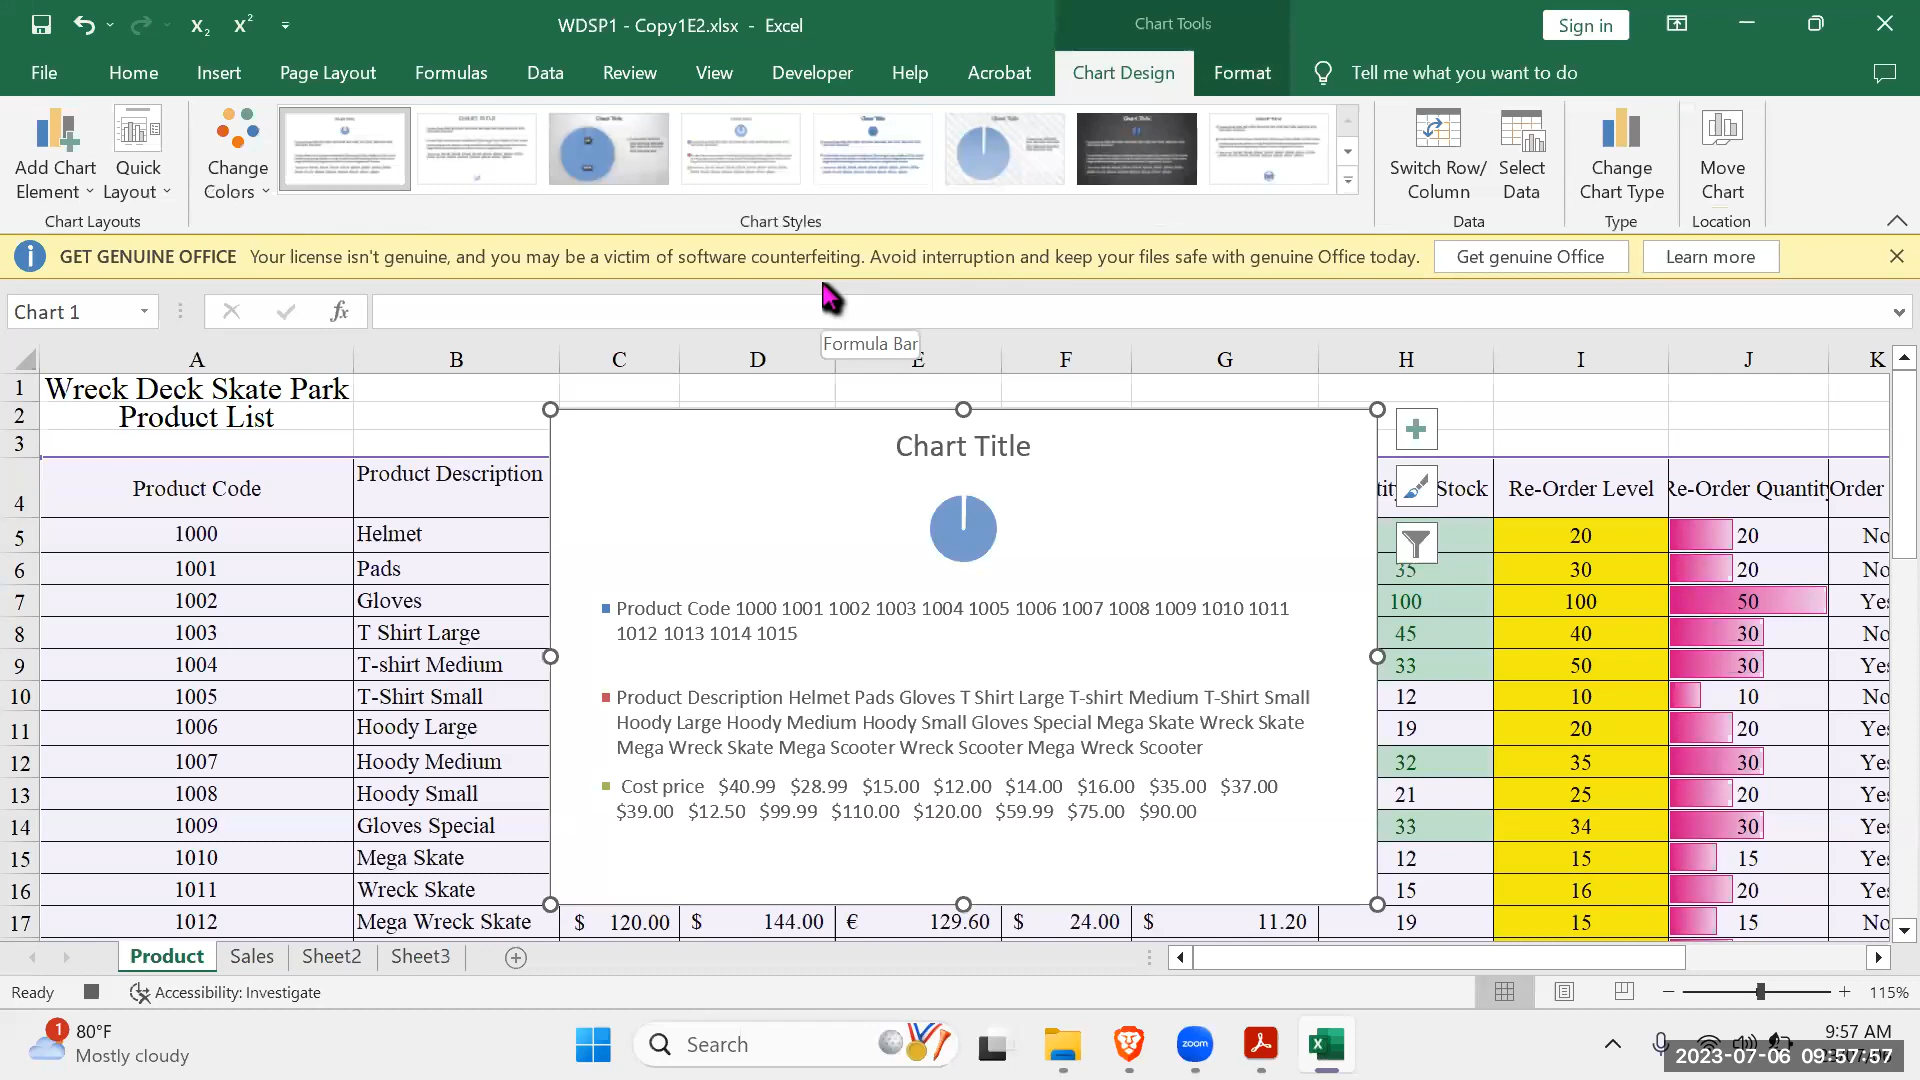 WDSP1 - Copy1E2.xlsx - Excel
Chart Tools
Sign in
File Home Insert Page Layout Formulas Data Review View Developer Help Acrobat Chart Design Format Tell me what you want to do
Add Chart Element
Quick Layout
Change Colors
Switch Row/ Column
Select Data
Change Chart Type
Move Chart
Chart Layouts Chart Styles Data Type Location
GET GENUINE OFFICE Your license isn't genuine, and you may be a victim of software counterfeiting. Avoid interruption and keep your files safe with genuine Office today. Get genuine Office Learn more
Chart 1 fx
Formula Bar
A B C D E F G H I J K
1 Wreck Deck Skate Park
2 Product List
3
4 Product Code Product Description Stock Re-Order Level Re-Order Quantit Order
5 1000 Helmet 20 20 No
6 1001 Pads 35 30 20 No
7 1002 Gloves 100 100 50 Yes
8 1003 T Shirt Large 45 40 30 No
9 1004 T-shirt Medium 33 50 30 Yes
10 1005 T-Shirt Small 12 10 10 No
11 1006 Hoody Large 19 20 20 Yes
12 1007 Hoody Medium 32 35 30 Yes
13 1008 Hoody Small 21 25 20 Yes
14 1009 Gloves Special 33 34 30 Yes
15 1010 Mega Skate 12 15 15 Yes
16 1011 Wreck Skate 15 16 20 Yes
17 1012 Mega Wreck Skate $ 120.00 $ 144.00 € 129.60 $ 24.00 $ 11.20 19 15 15 No
Chart Title
Product Code 1000 1001 1002 1003 1004 1005 1006 1007 1008 1009 1010 1011
1012 1013 1014 1015
Product Description Helmet Pads Gloves T Shirt Large T-shirt Medium T-Shirt Small
Hoody Large Hoody Medium Hoody Small Gloves Special Mega Skate Wreck Skate
Mega Wreck Skate Mega Scooter Wreck Scooter Mega Wreck Scooter
Cost price $40.99 $28.99 $15.00 $12.00 $14.00 $16.00 $35.00 $37.00
$39.00 $12.50 $99.99 $110.00 $120.00 $59.99 $75.00 $90.00
Product Sales Sheet2 Sheet3
Ready Accessibility: Investigate 115%
1 80°F
Mostly cloudy
Search
zoom
9:57 AM
2023-07-06 09:57:57